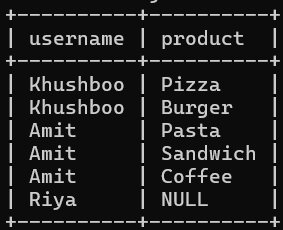 +----------+----------+
| username | product  |
+----------+----------+
| Khushboo | Pizza    |
| Khushboo | Burger   |
| Amit     | Pasta    |
| Amit     | Sandwich |
| Amit     | Coffee   |
| Riya     | NULL     |
+----------+----------+